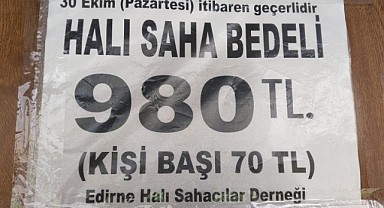 30 Ekim (Pazartesi) itibaren geçerlidir
HALI SAHA BEDELİ
980 TL.
(KİŞİ BAŞI 70 TL)
Edirne Halı Sahacılar Derneği